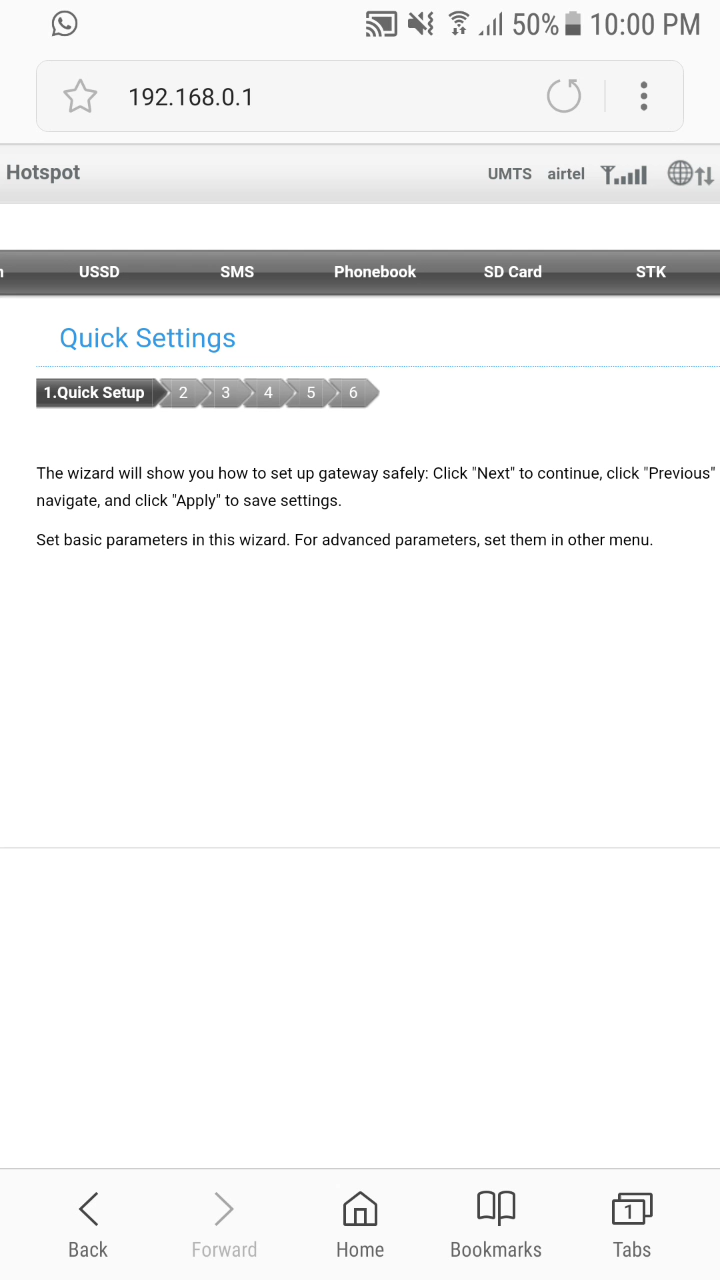 50% 10:00 PM
192.168.0.1
Hotspot UMTS airtel
USSD SMS Phonebook SD Card STK
Quick Settings
1.Quick Setup 2 3 4 5 6
The wizard will show you how to set up gateway safely: Click "Next" to continue, click "Previous"
navigate, and click "Apply" to save settings.
Set basic parameters in this wizard. For advanced parameters, set them in other menu.
1
Back Forward Home Bookmarks Tabs